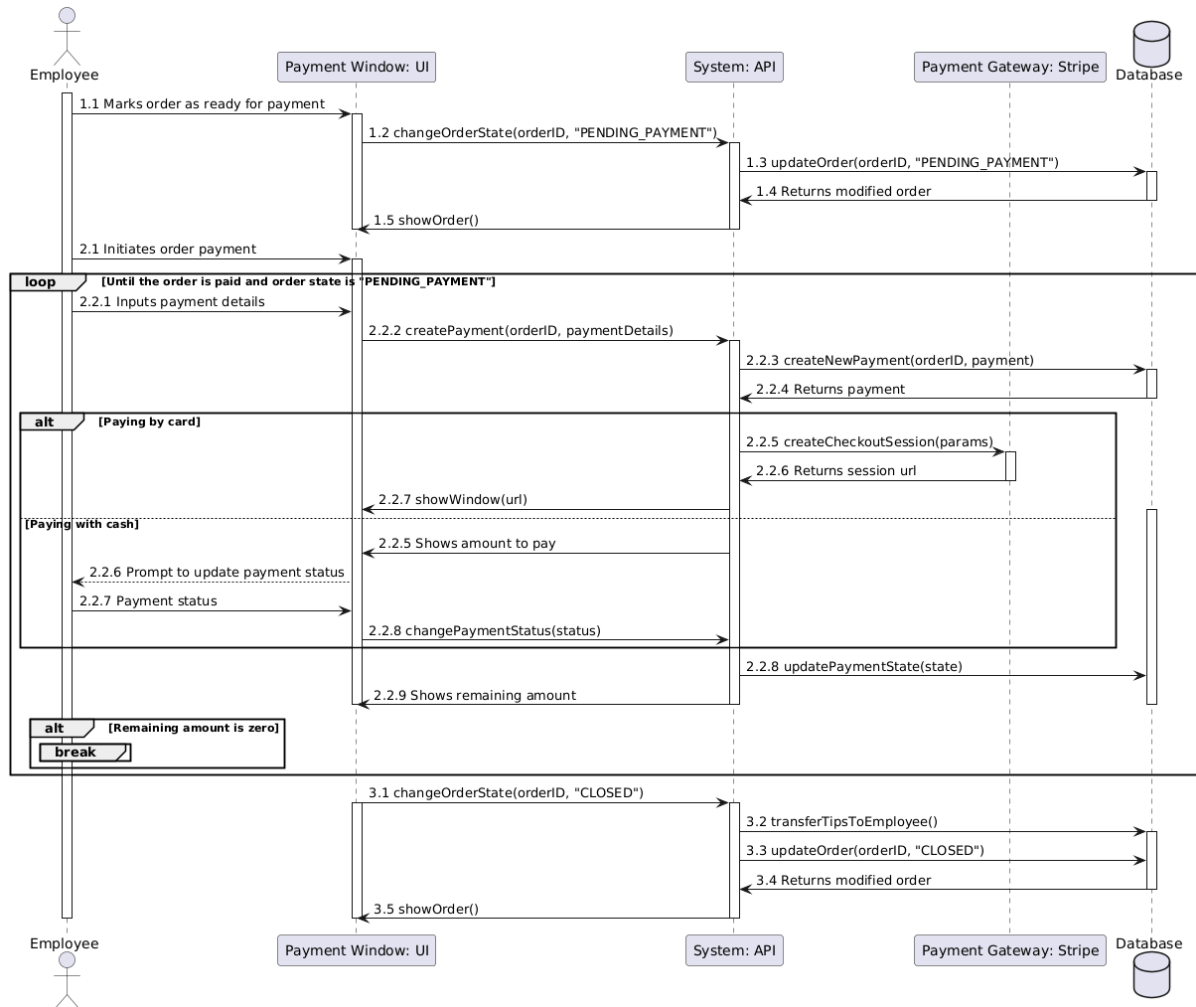 Employee
Payment Window: UI
System: API
Payment Gateway: Stripe
Database
1.1 Marks order as ready for payment
1.2 changeOrderState(orderID, "PENDING_PAYMENT")
1.3 updateOrder(orderID, "PENDING_PAYMENT")
1.4 Returns modified order
1.5 showOrder()
2.1 Initiates order payment
loop
[Until the order is paid and order state is "PENDING_PAYMENT"]
2.2.1 Inputs payment details
2.2.2 createPayment(orderID, paymentDetails)
2.2.3 createNewPayment(orderID, payment)
2.2.4 Returns payment
alt
[Paying by card]
2.2.5 createCheckoutSession(params)
2.2.6 Returns session url
2.2.7 showWindow(url)
[Paying with cash]
2.2.5 Shows amount to pay
2.2.6 Prompt to update payment status
2.2.7 Payment status
2.2.8 changePaymentStatus(status)
2.2.8 updatePaymentState(state)
2.2.9 Shows remaining amount
alt
[Remaining amount is zero]
break
3.1 changeOrderState(orderID, "CLOSED")
3.2 transferTipsToEmployee()
3.3 updateOrder(orderID, "CLOSED")
3.4 Returns modified order
3.5 showOrder()
Employee
Payment Window: UI
System: API
Payment Gateway: Stripe
Database